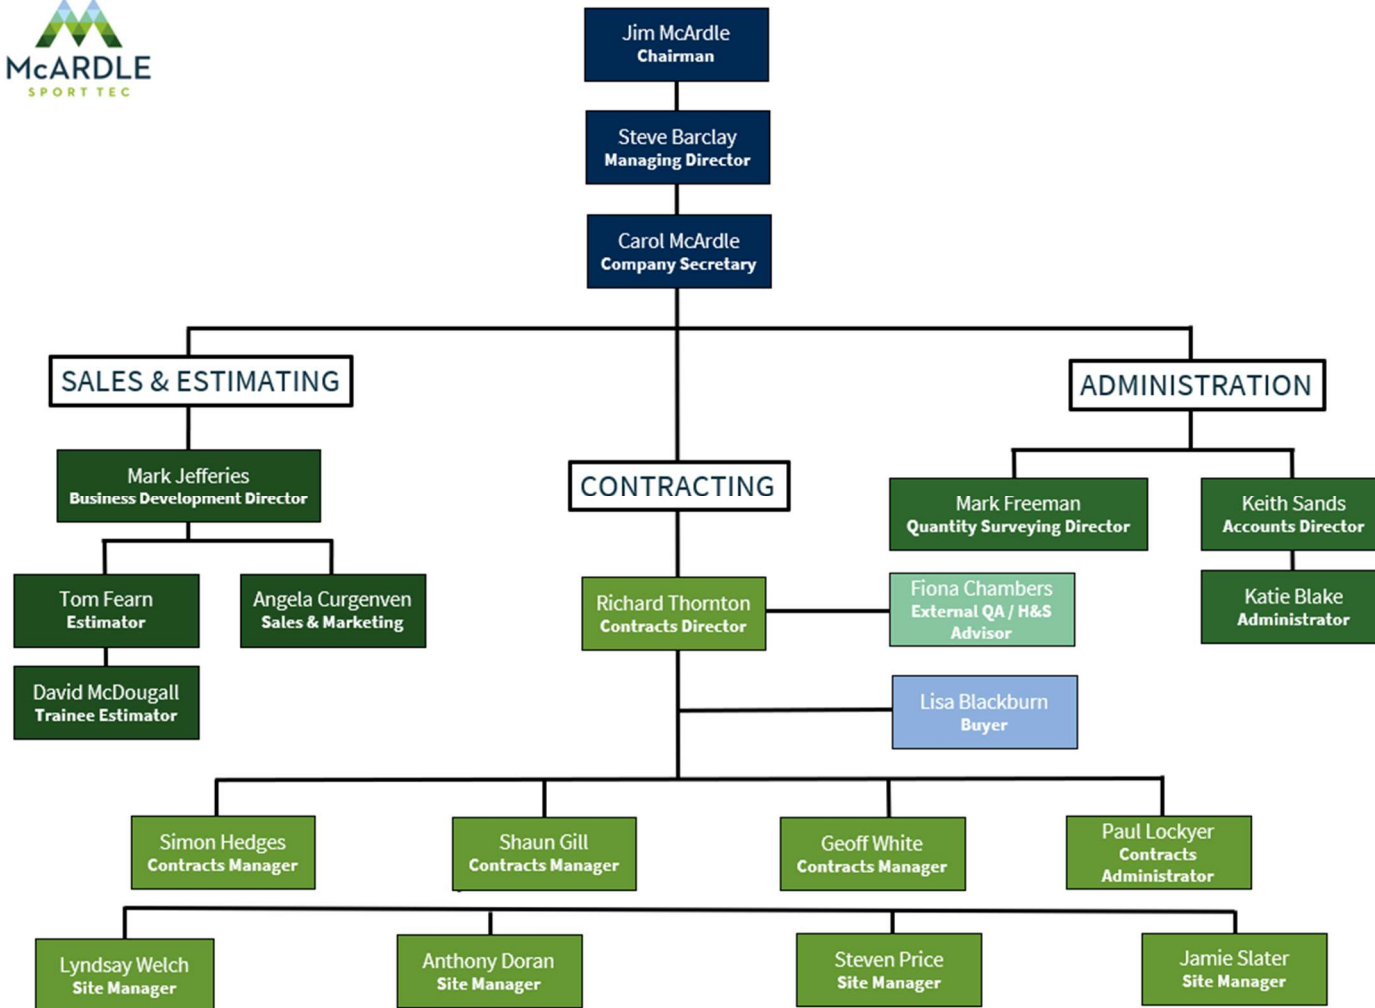 McARDLE
SPORT TEC
Jim McArdle
Chairman
Steve Barclay
Managing Director
Carol McArdle
Company Secretary
SALES & ESTIMATING
Mark Jefferies
Business Development Director
Tom Fearn
Estimator
Angela Curgenven
Sales & Marketing
David McDougall
Trainee Estimator
CONTRACTING
Richard Thornton
Contracts Director
Fiona Chambers
External QA / H&S
Advisor
Lisa Blackburn
Buyer
ADMINISTRATION
Mark Freeman
Quantity Surveying Director
Keith Sands
Accounts Director
Katie Blake
Administrator
Simon Hedges
Contracts Manager
Shaun Gill
Contracts Manager
Geoff White
Contracts Manager
Paul Lockyer
Contracts
Administrator
Lyndsay Welch
Site Manager
Anthony Doran
Site Manager
Steven Price
Site Manager
Jamie Slater
Site Manager